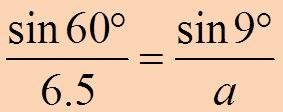 sin 60° / 6.5 = sin 9° / a